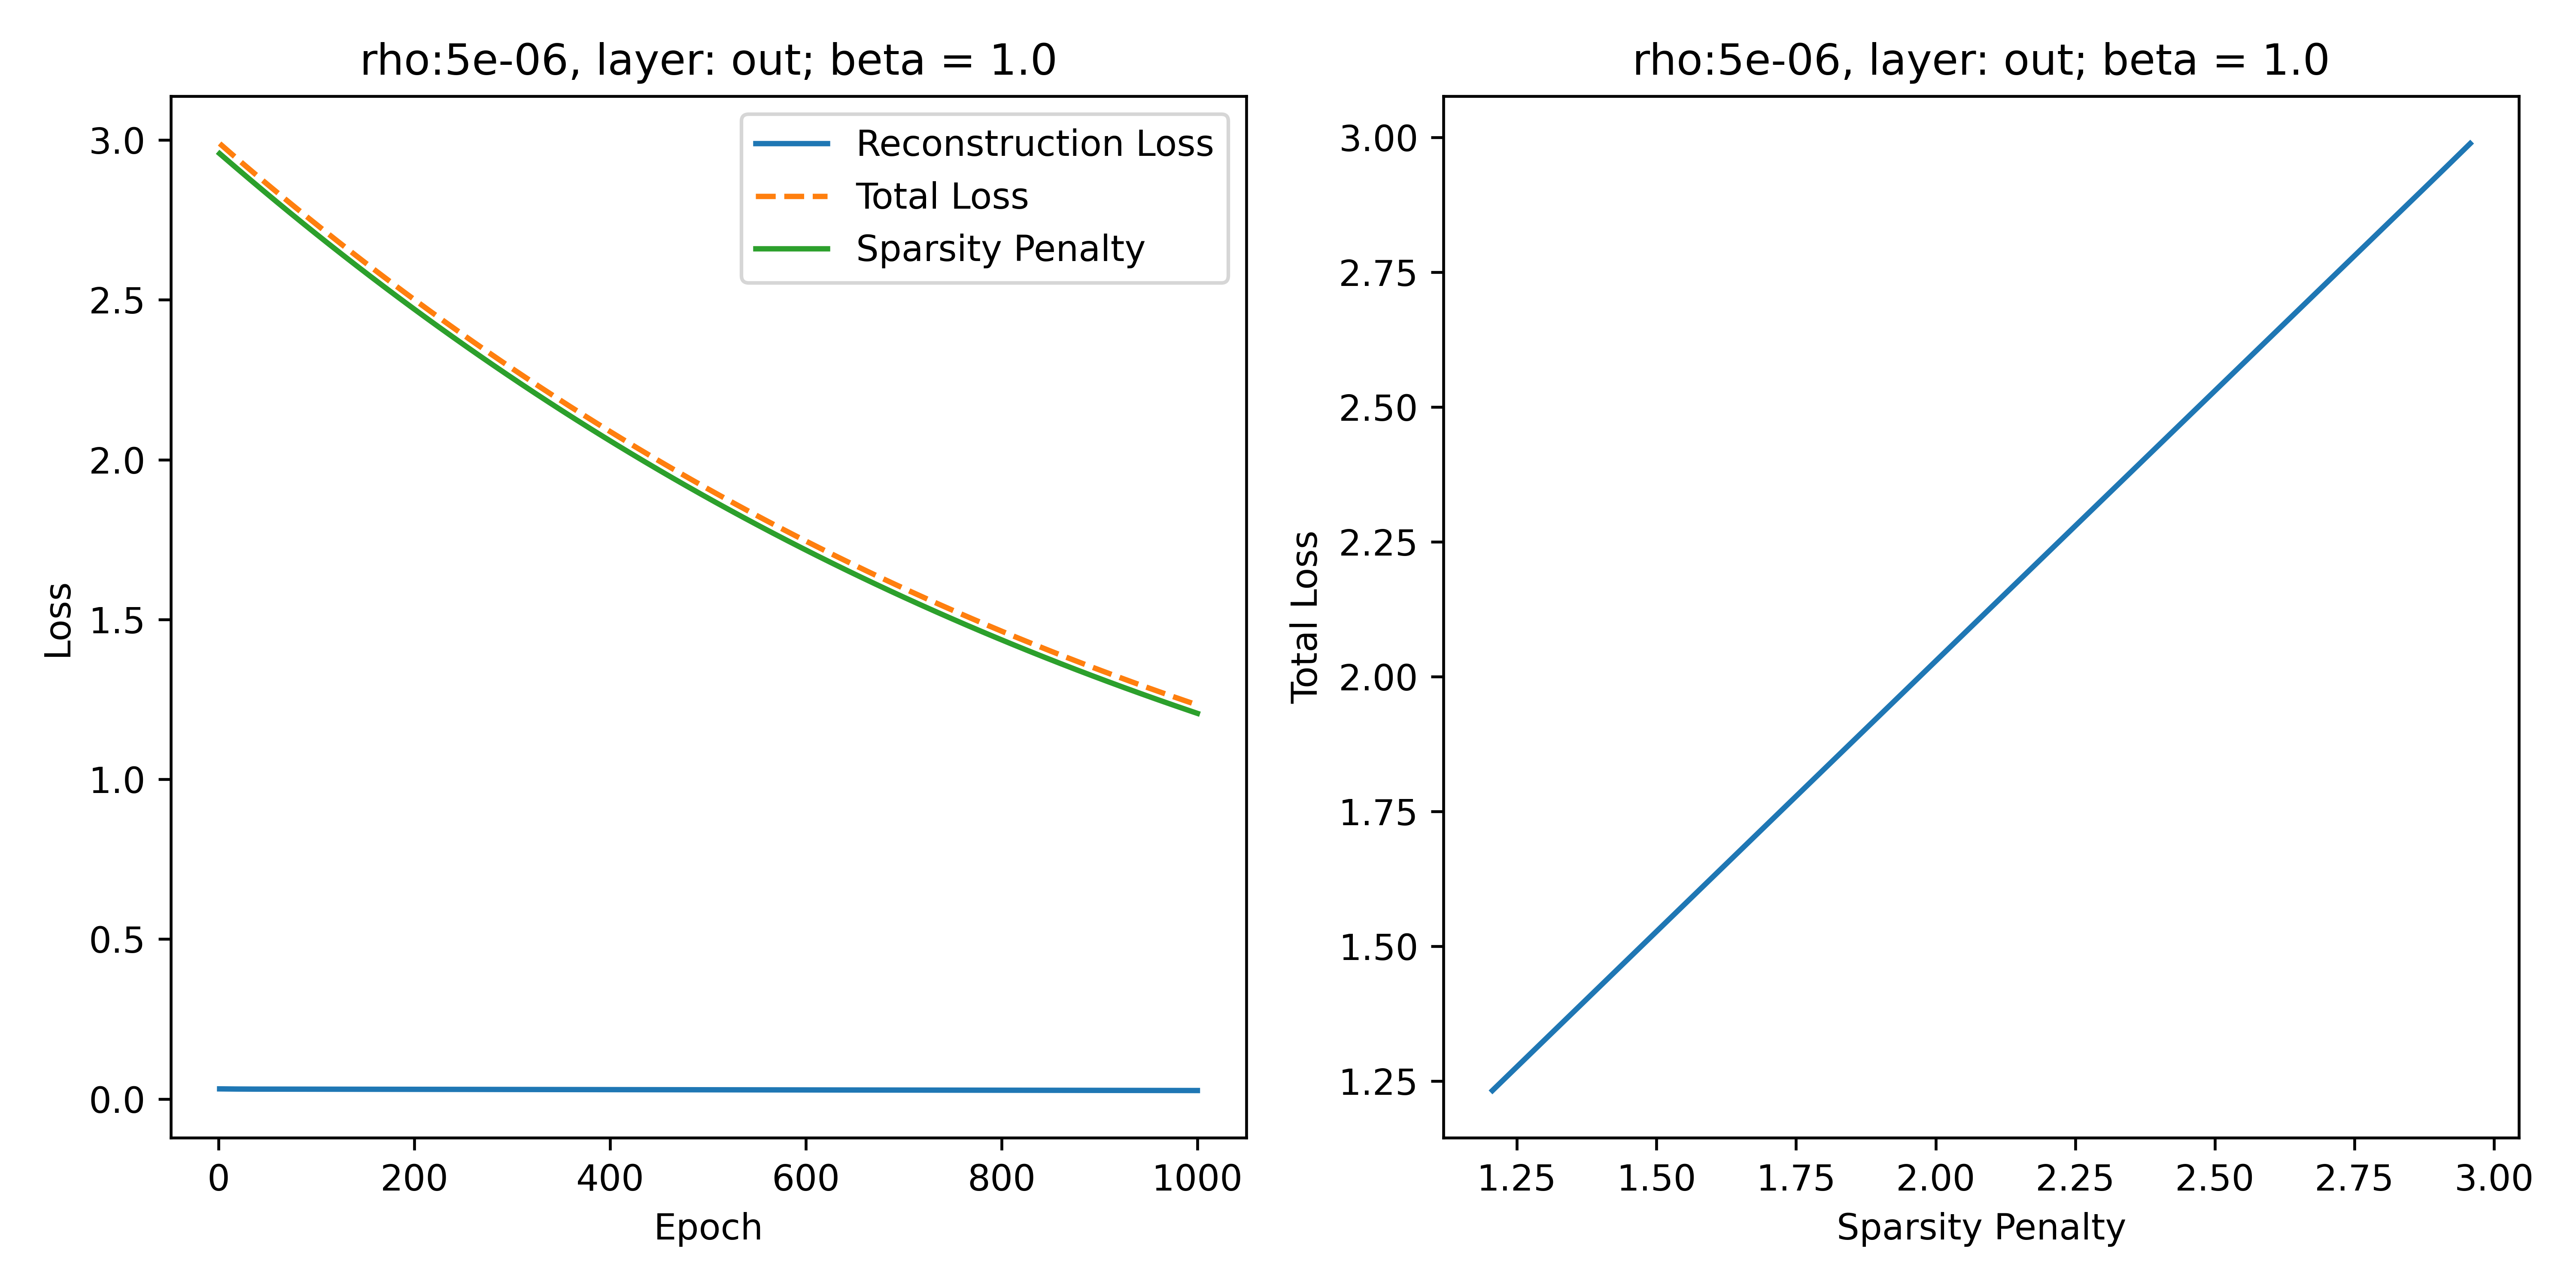 rho:5e-06, layer: out; beta = 1.0
Reconstruction Loss
Total Loss
Sparsity Penalty
3.0
2.5
2.0
1.5
1.0
0.5
0.0
Loss
0 200 400 600 800 1000
Epoch
rho:5e-06, layer: out; beta = 1.0
3.00
2.75
2.50
2.25
2.00
1.75
1.50
1.25
Total Loss
1.25 1.50 1.75 2.00 2.25 2.50 2.75 3.00
Sparsity Penalty